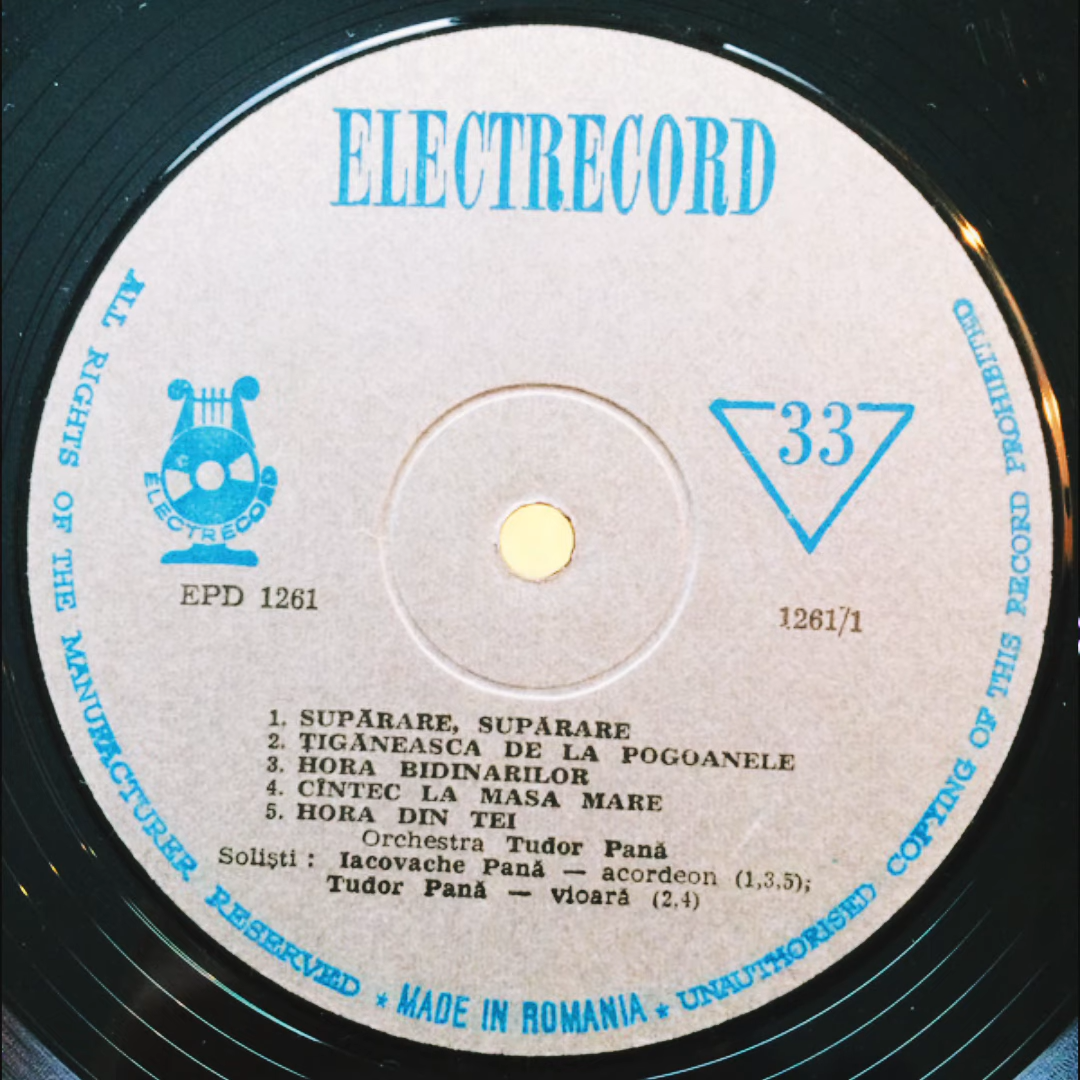 ELECTRECORD
ALL RIGHTS OF THE MANUFACTURER RESERVED ★ MADE IN ROMANIA ★ UNAUTHORISED COPYING OF THIS RECORD PROHIBITED
ELECTRECORD
33
EPD 1261
1261/1
1. SUPĂRARE, SUPĂRARE
2. ȚIGĂNEASCA DE LA POGOANELE
3. HORA BIDINARILOR
4. CÎNTEC LA MASA MARE
5. HORA DIN TEI
Orchestra Tudor Pană
Soliști : Iacovache Pană — acordeon (1,3,5);
Tudor Pană — vioară (2,4)